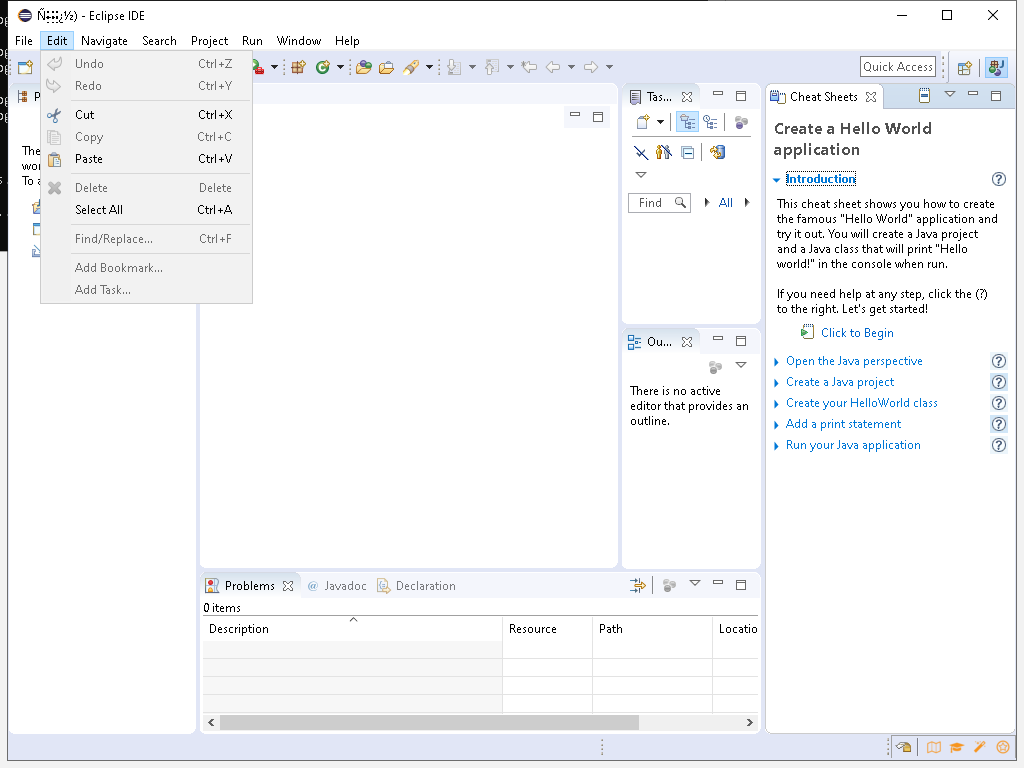 - Eclipse IDE
File Edit Navigate Search Project Run Window Help
Undo Ctrl+Z
Redo Ctrl+Y
Cut Ctrl+X
Copy Ctrl+C
Paste Ctrl+V
Delete Delete
Select All Ctrl+A
Find/Replace... Ctrl+F
Add Bookmark...
Add Task...
Quick Access
P
The
wor
To a
Tas...
Find
All
Ou...
There is no active
editor that provides an
outline.
Cheat Sheets
Create a Hello World
application
Introduction
This cheat sheet shows you how to create
the famous "Hello World" application and
try it out. You will create a Java project
and a Java class that will print "Hello
world!" in the console when run.
If you need help at any step, click the (?)
to the right. Let's get started!
Click to Begin
Open the Java perspective
Create a Java project
Create your HelloWorld class
Add a print statement
Run your Java application
Problems @ Javadoc Declaration
0 items
Description Resource Path Locatio